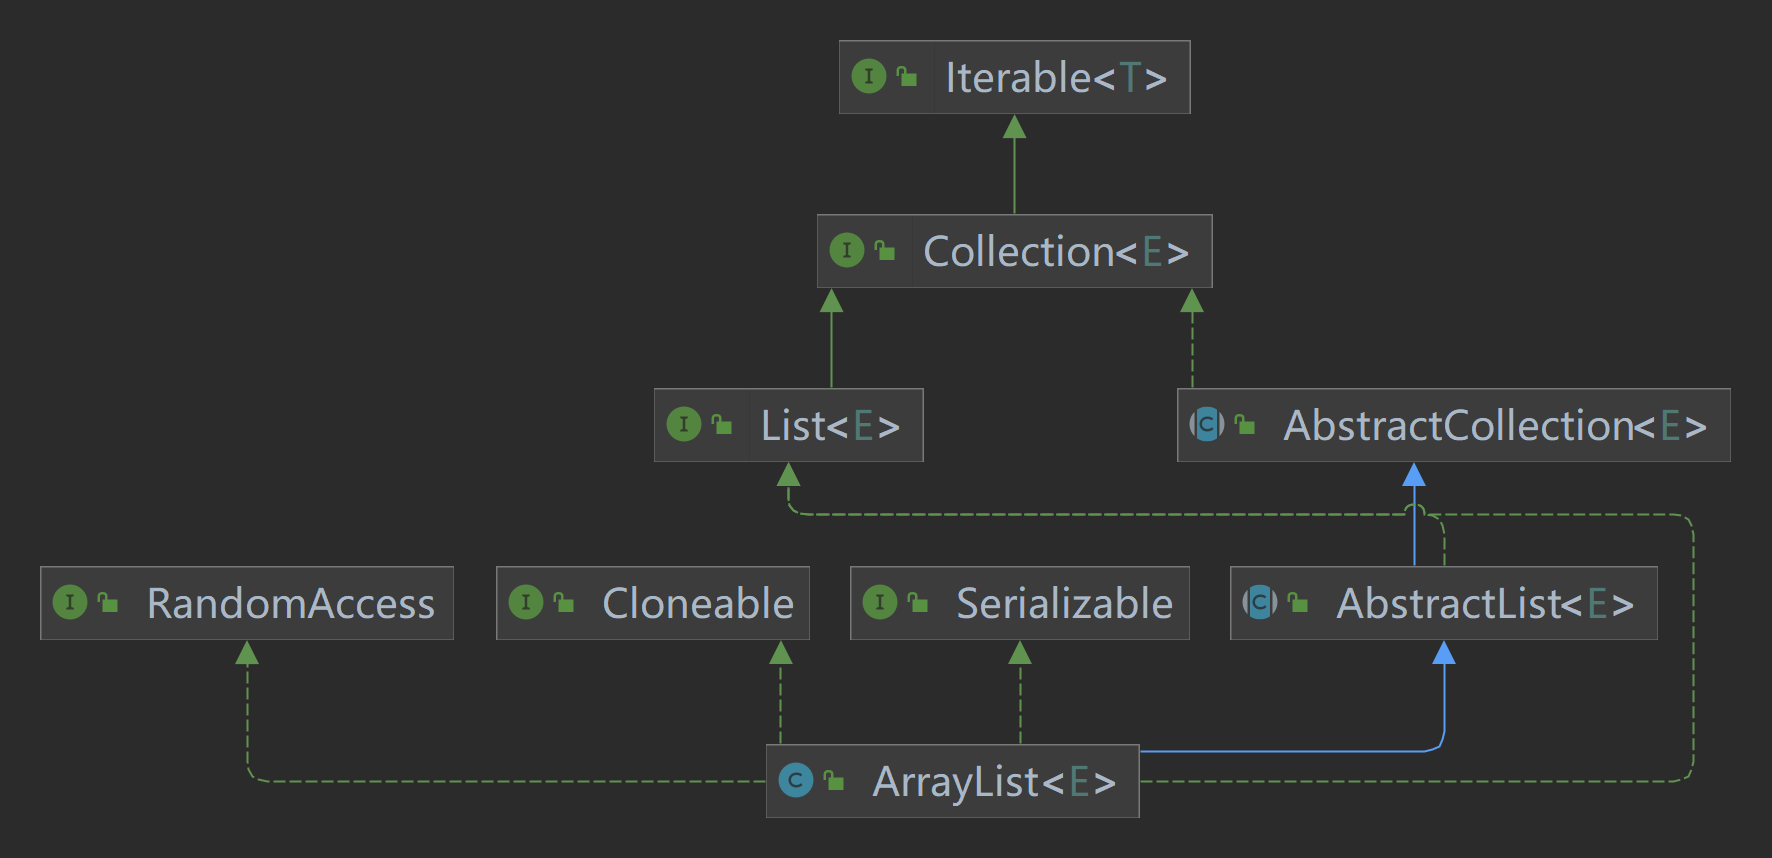 I Iterable<T>
I Collection<E>
I List<E>
C AbstractCollection<E>
I RandomAccess
I Cloneable
I Serializable
C AbstractList<E>
C ArrayList<E>